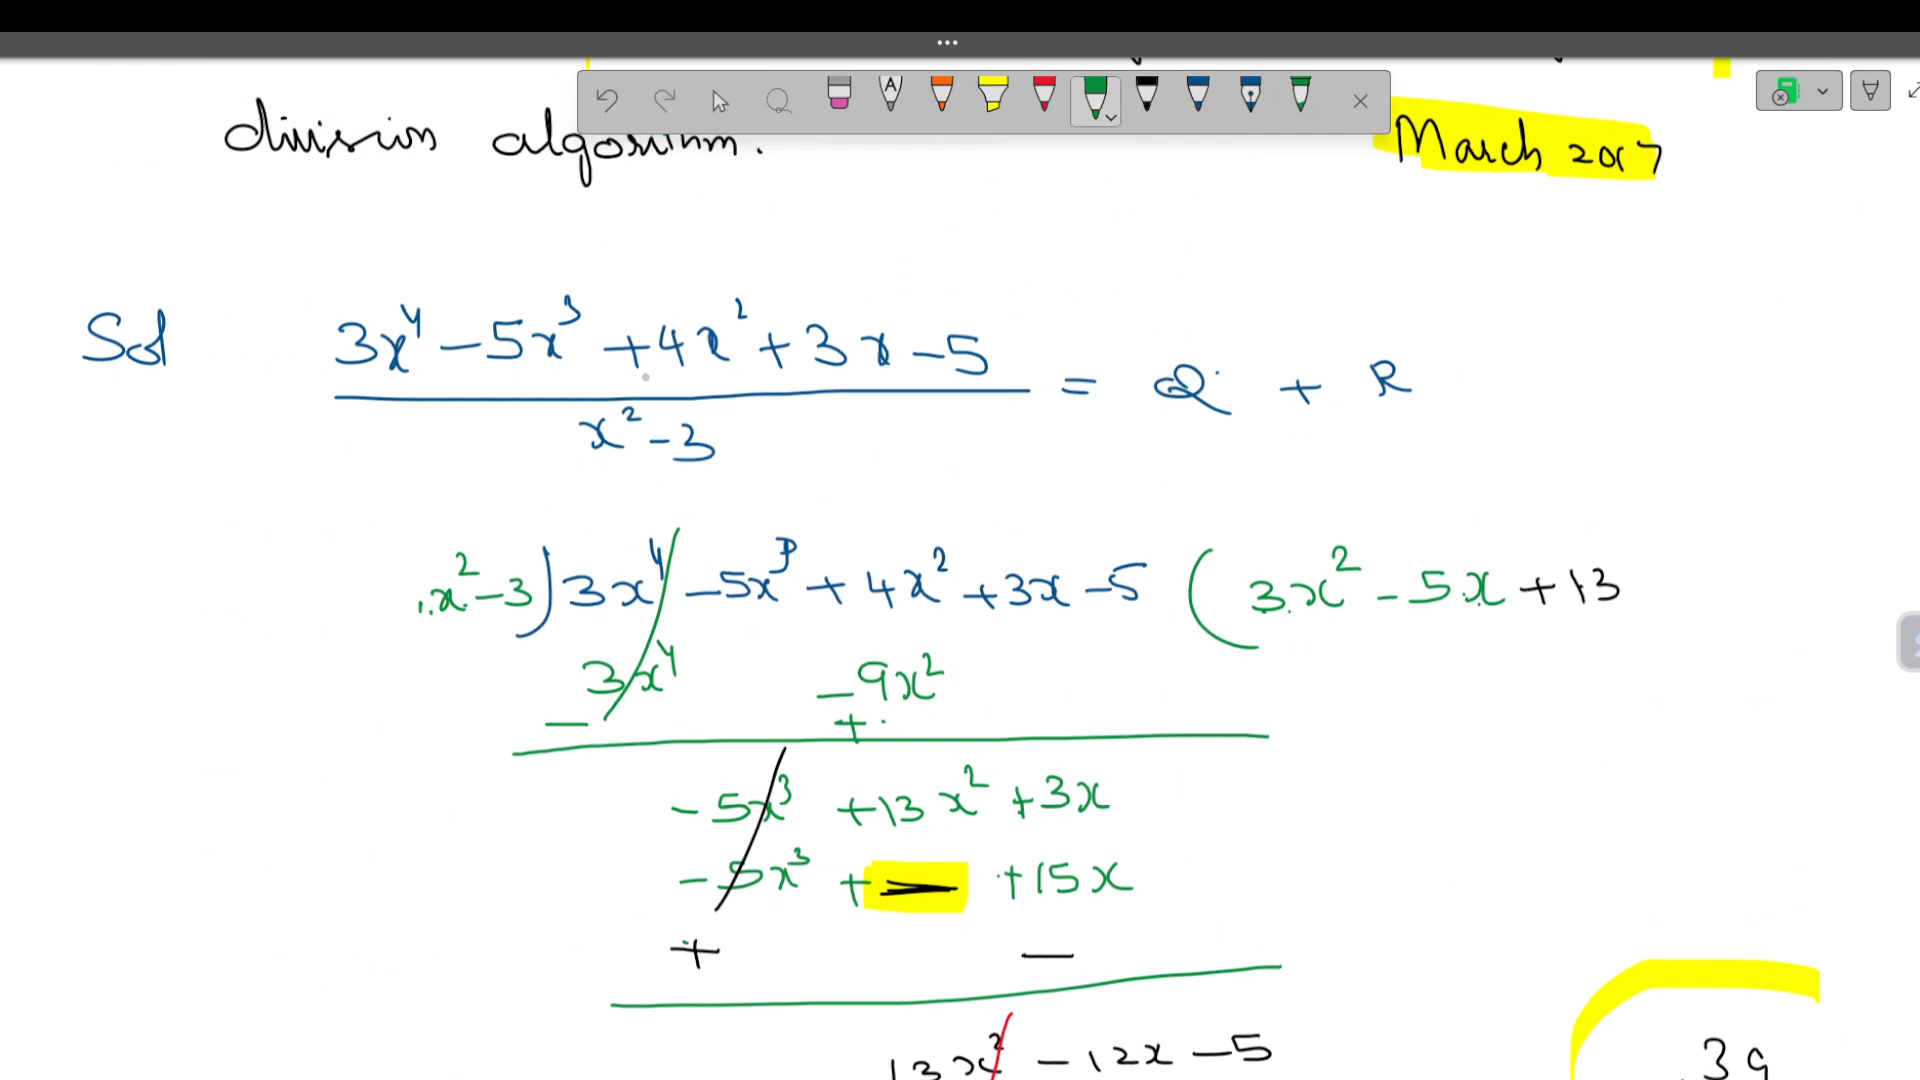 division algorithm.
March 2017
Sol
3x⁴ - 5x³ + 4x² + 3x - 5
= Q + R
x² - 3
x² - 3 ) 3x⁴ - 5x³ + 4x² + 3x - 5 ( 3x² - 5x + 13
3x⁴ - 9x²
- +
- 5x³ + 13x² + 3x
- 5x³ + + 15x
+ -
13x² - 12x - 5
39